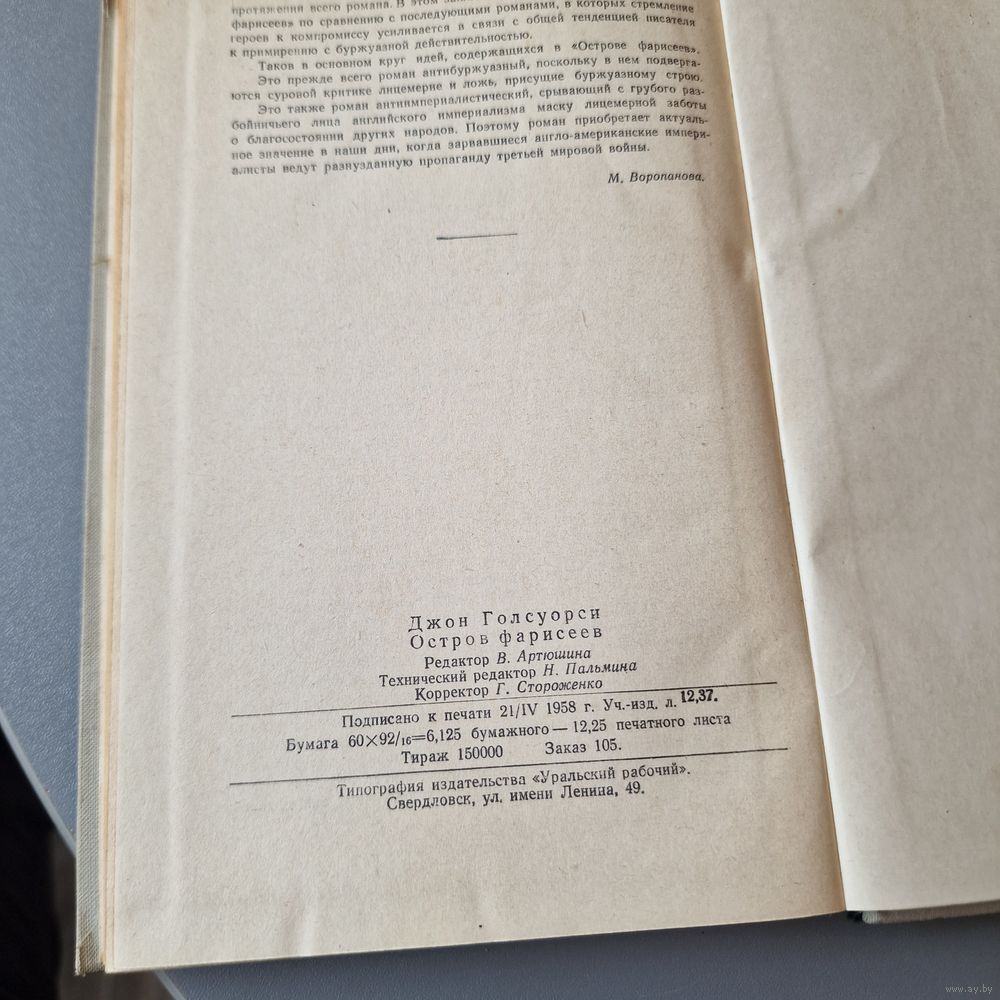 протяжении всего романа. В этом
фарисеев» по сравнению с последующими романами, в которых стремление
героев к компромиссу усиливается в связи с общей тенденцией писателя
к примирению с буржуазной действительностью.
Таков в основном круг идей, содержащихся в «Острове фарисеев».
Это прежде всего роман антибуржуазный, поскольку в нем подверга-
ются суровой критике лицемерие и ложь, присущие буржуазному строю.
Это также роман антиимпериалистический, срывающий с грубого раз-
бойничьего лица английского империализма маску лицемерной заботы
о благосостоянии других народов. Поэтому роман приобретает актуаль-
ное значение в наши дни, когда зарвавшиеся англо-американские импери-
алисты ведут разнузданную пропаганду третьей мировой войны.
М. Воропанова.
Джон Голсуорси
Остров фарисеев
Редактор В. Артюшина
Технический редактор Н. Пальмина
Корректор Г. Стороженко
Подписано к печати 21/IV 1958 г. Уч.-изд. л. 12,37.
Бумага 60×92/16=6,125 бумажного — 12,25 печатного листа
Тираж 150000 Заказ 105.
Типография издательства «Уральский рабочий».
Свердловск, ул. имени Ленина, 49.
www.ay.by